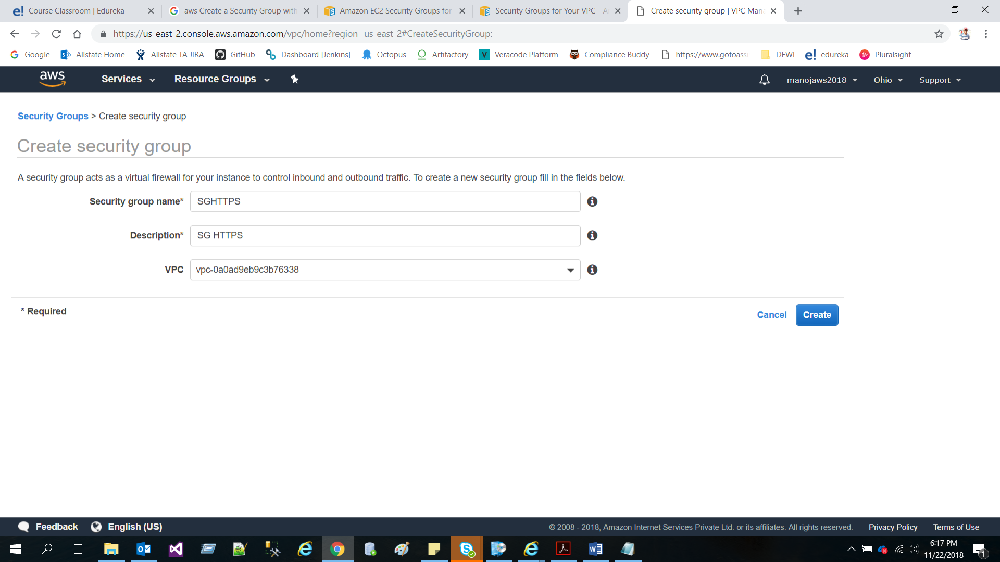 Course Classroom | Edureka
aws Create a Security Group with
Amazon EC2 Security Groups for
Security Groups for Your VPC - A
Create security group | VPC Mana
https://us-east-2.console.aws.amazon.com/vpc/home?region=us-east-2#CreateSecurityGroup:
Google Allstate Home Allstate TA JIRA GitHub Dashboard [Jenkins] Octopus Artifactory Veracode Platform Compliance Buddy https://www.gotoassi DEWI edureka Pluralsight
aws Services Resource Groups manojaws2018 Ohio Support
Security Groups > Create security group
Create security group
A security group acts as a virtual firewall for your instance to control inbound and outbound traffic. To create a new security group fill in the fields below.
Security group name* SGHTTPS
Description* SG HTTPS
VPC vpc-0a0ad9eb9c3b76338
* Required
Cancel Create
Feedback English (US) © 2008 - 2018, Amazon Internet Services Private Ltd. or its affiliates. All rights reserved. Privacy Policy Terms of Use
6:17 PM
11/22/2018
1